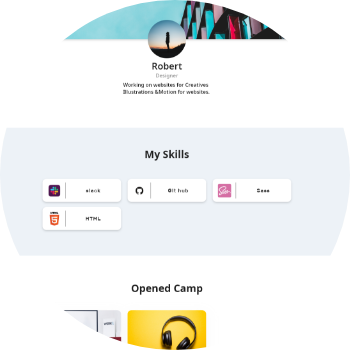 Robert
Designer
Working on websites for Creatives
Illustrations &Motion for websites.
My Skills
slack
Git hub
Sass
HTML
Opened Camp